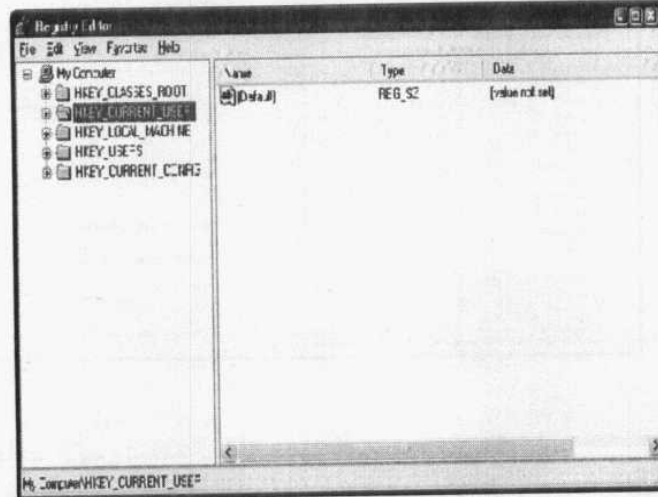 Registry Editor
File Edit View Favorites Help
My Computer
HKEY_CLASSES_ROOT
HKEY_CURRENT_USER
HKEY_LOCAL_MACHINE
HKEY_USERS
HKEY_CURRENT_CONFIG
Name Type Data
(Default) REG_SZ (value not set)
My Computer\HKEY_CURRENT_USER